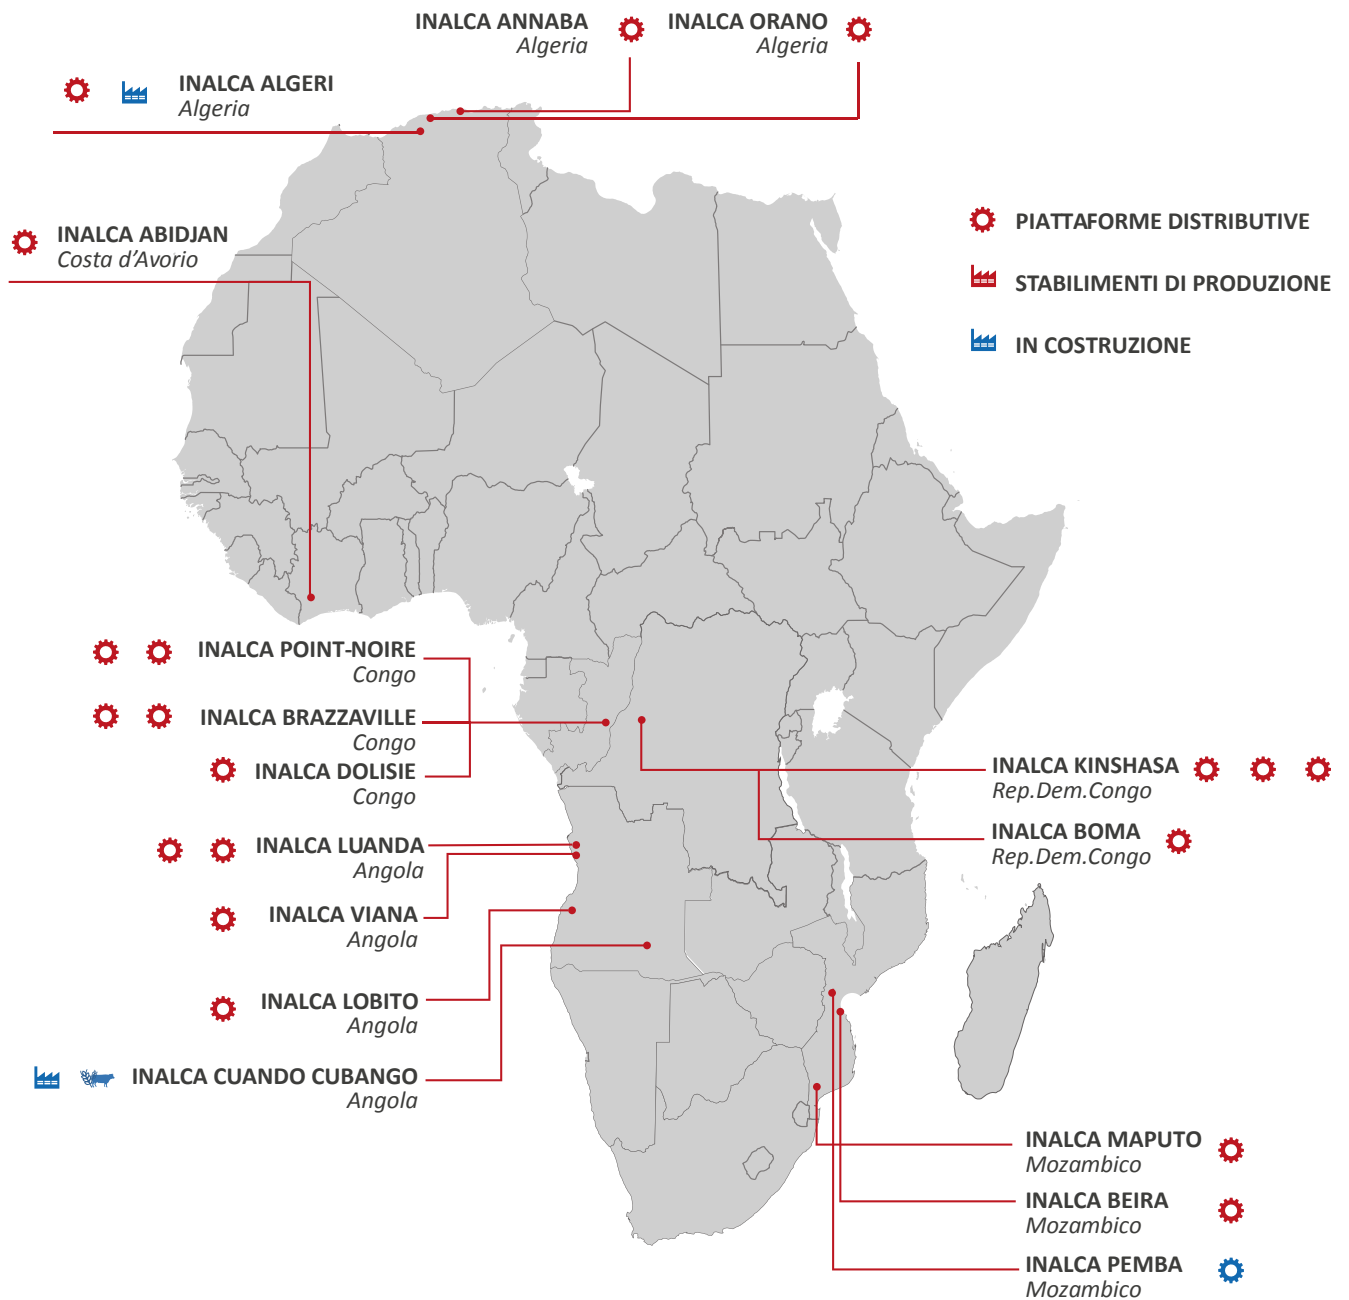 INALCA ANNABA
Algeria
INALCA ORANO
Algeria
INALCA ALGERI
Algeria
INALCA ABIDJAN
Costa d'Avorio
PIATTAFORME DISTRIBUTIVE
STABILIMENTI DI PRODUZIONE
IN COSTRUZIONE
INALCA POINT-NOIRE
Congo
INALCA BRAZZAVILLE
Congo
INALCA DOLISIE
Congo
INALCA KINSHASA
Rep.Dem.Congo
INALCA BOMA
Rep.Dem.Congo
INALCA LUANDA
Angola
INALCA VIANA
Angola
INALCA LOBITO
Angola
INALCA CUANDO CUBANGO
Angola
INALCA MAPUTO
Mozambico
INALCA BEIRA
Mozambico
INALCA PEMBA
Mozambico